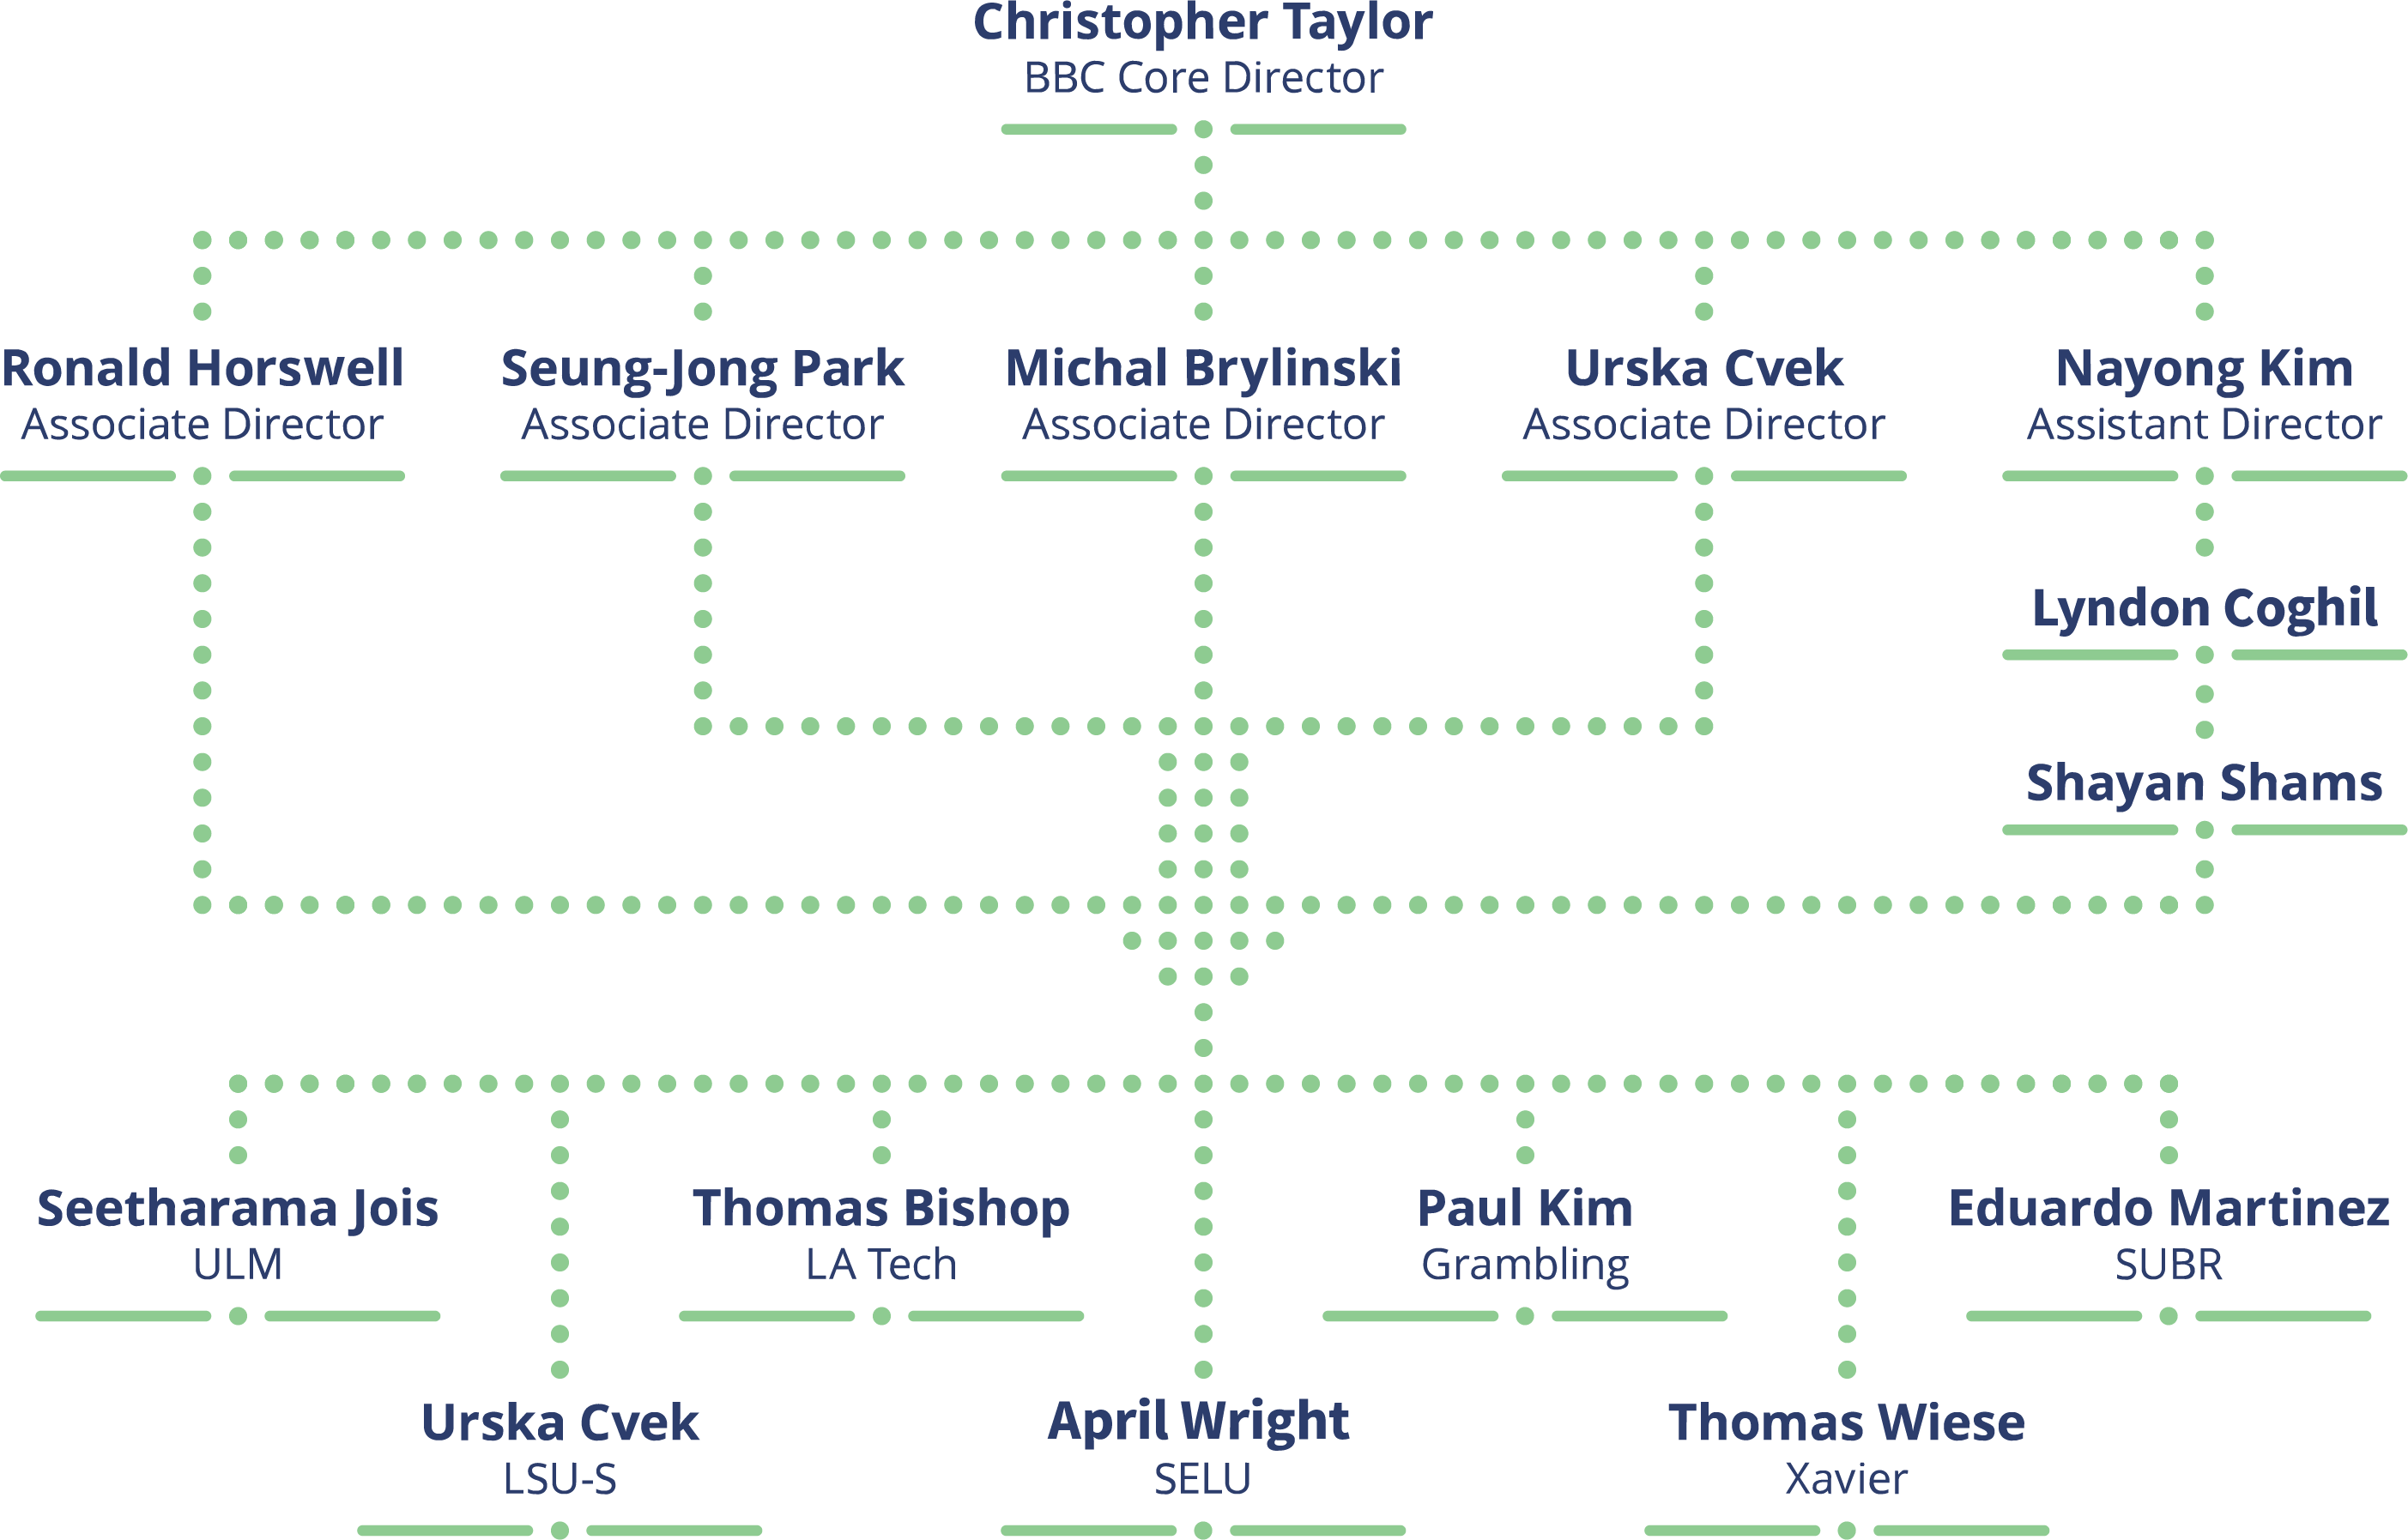 Christopher Taylor
BBC Core Director
Ronald Horswell
Associate Director
Seung-Jong Park
Associate Director
Michal Brylinski
Associate Director
Urska Cvek
Associate Director
Nayong Kim
Assistant Director
Lyndon Coghil
Shayan Shams
Seetharama Jois
ULM
Thomas Bishop
LA Tech
Paul Kim
Grambling
Eduardo Martinez
SUBR
Urska Cvek
LSU-S
April Wright
SELU
Thomas Wiese
Xavier